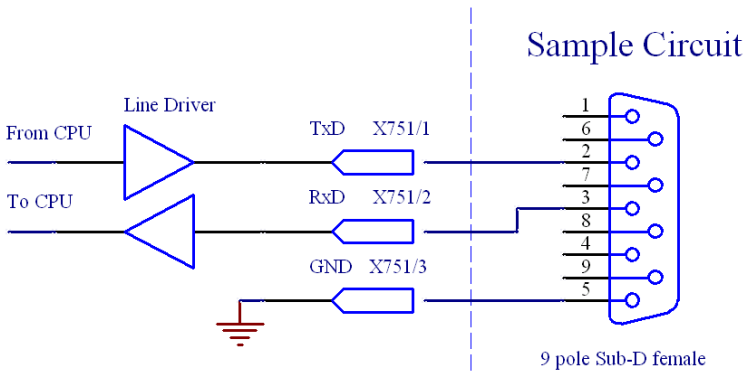 Sample Circuit
Line Driver
From CPU
To CPU
TxD X751/1
RxD X751/2
GND X751/3
1
6
2
7
3
8
4
9
5
9 pole Sub-D female